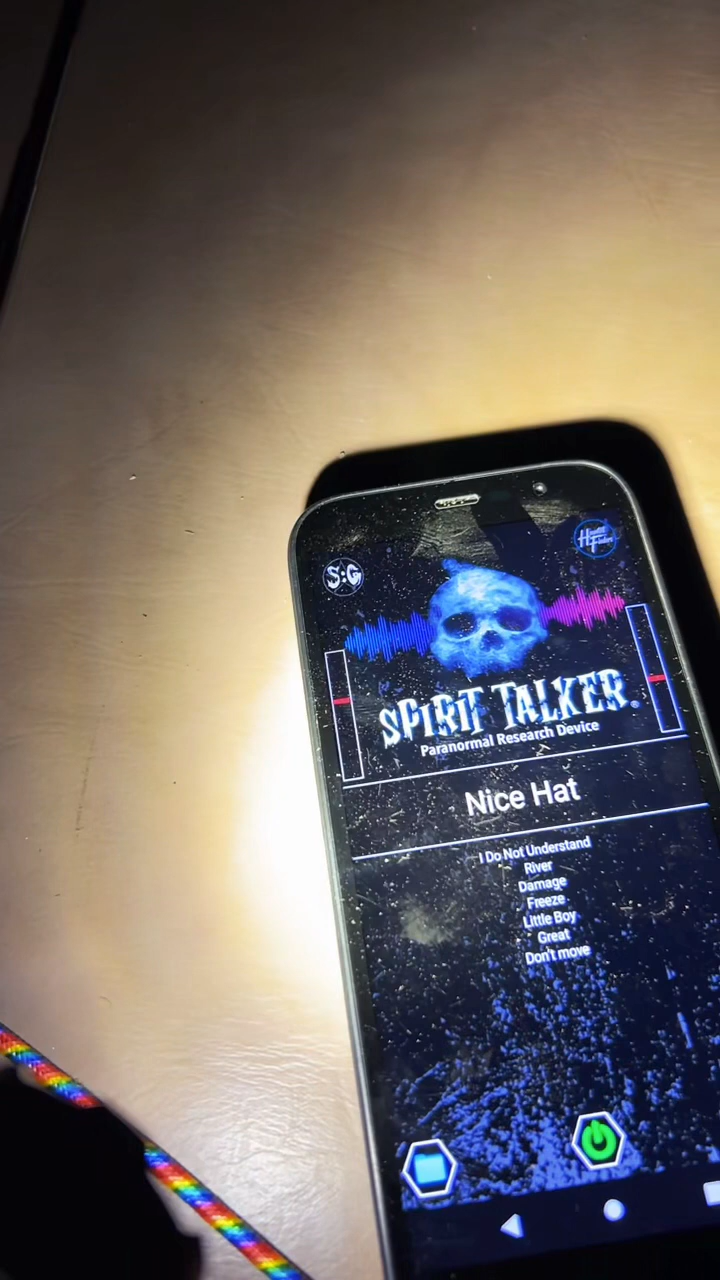 S:G
SPIRIT TALKER®
Paranormal Research Device
Nice Hat
I Do Not Understand
River
Damage
Freeze
Little Boy
Great
Don't move